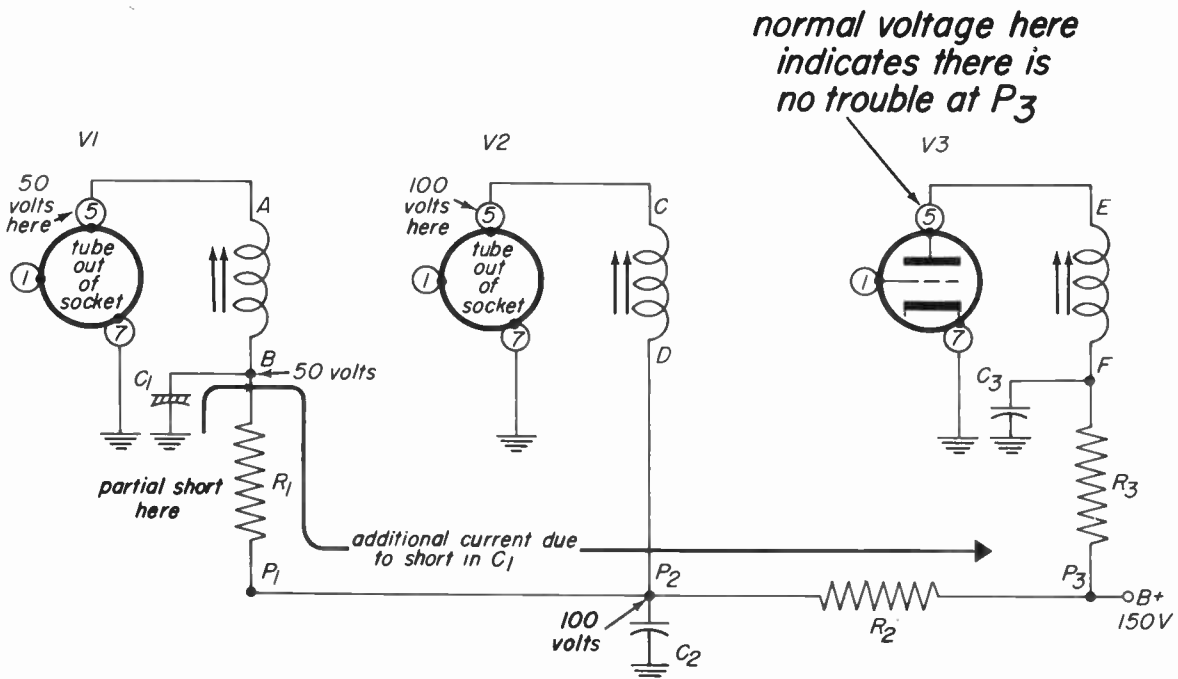 normal voltage here
indicates there is
no trouble at P3
V1
V2
V3
50
volts
here
5
A
tube
out
of
socket
1
7
B
50 volts
C1
R1
partial short
here
P1
100
volts
here
5
C
tube
out
of
socket
1
7
D
additional current due
to short in C1
P2
100
volts
C2
R2
5
E
1
7
F
C3
R3
P3
B+
150V